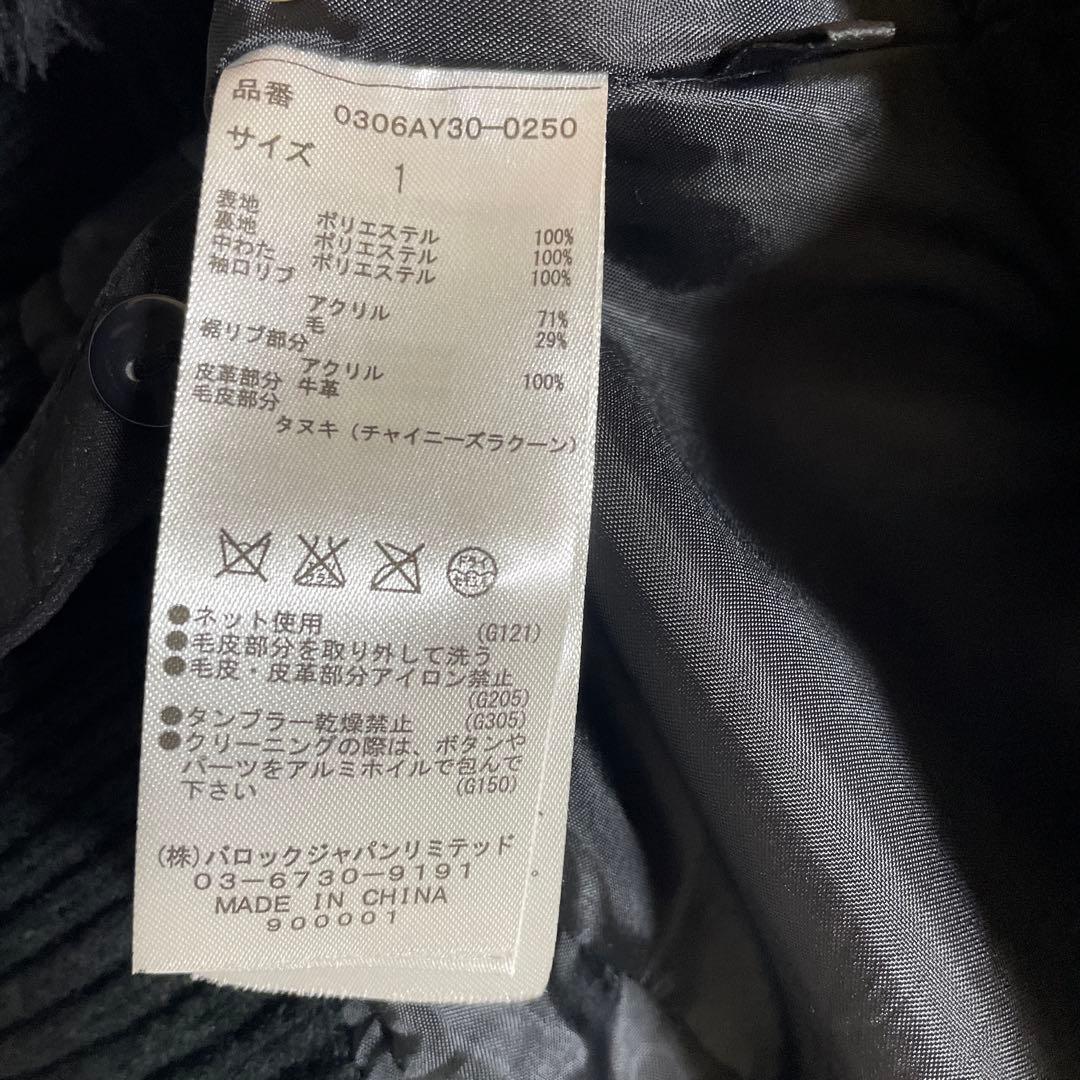 品番 0306AY30-0250
サイズ 1
表地 ポリエステル 100%
裏地 ポリエステル 100%
中わた ポリエステル 100%
袖口リブ
アクリル 71%
毛 29%
裾リブ部分
アクリル 100%
皮革部分 牛革
毛皮部分
タヌキ(チャイニーズラクーン)
ドライ
●ネット使用 (G121)
●毛皮部分を取り外して洗う
●毛皮・皮革部分アイロン禁止
(G205)
●タンブラー乾燥禁止 (G305)
●クリーニングの際は、ボタンや
パーツをアルミホイルで包んで
下さい (G150)
(株)バロックジャパンリミテッド
03-6730-9191
MADE IN CHINA
900001